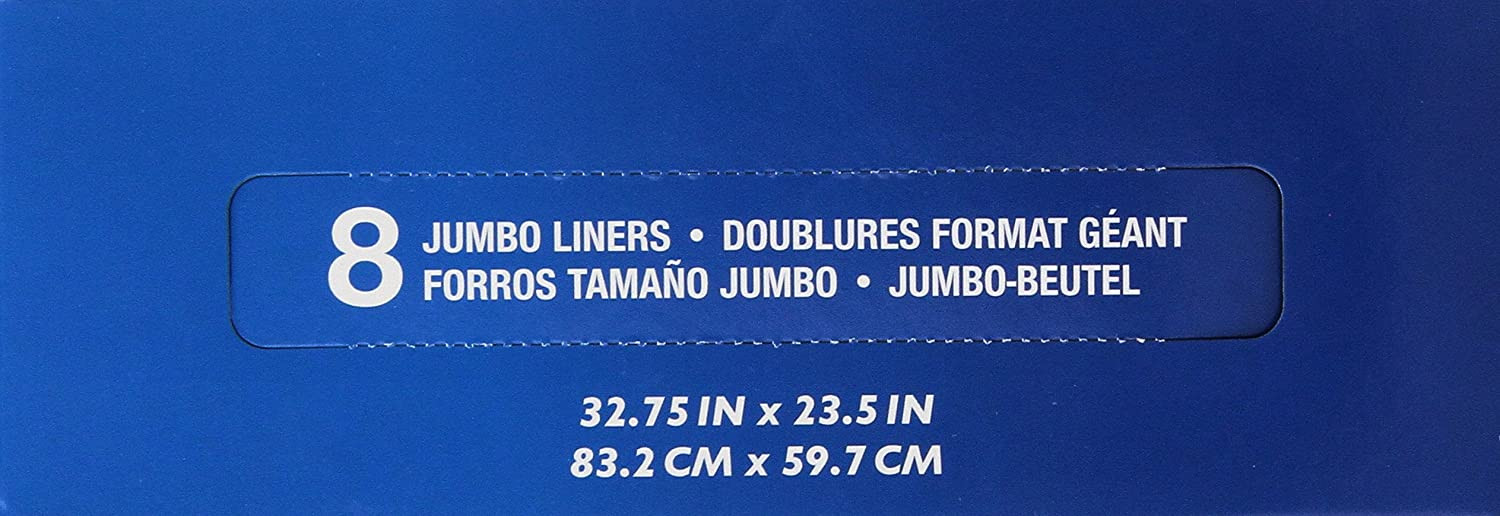 8 JUMBO LINERS • DOUBLURES FORMAT GÉANT
FORROS TAMAÑO JUMBO • JUMBO-BEUTEL
32.75 IN x 23.5 IN
83.2 CM x 59.7 CM